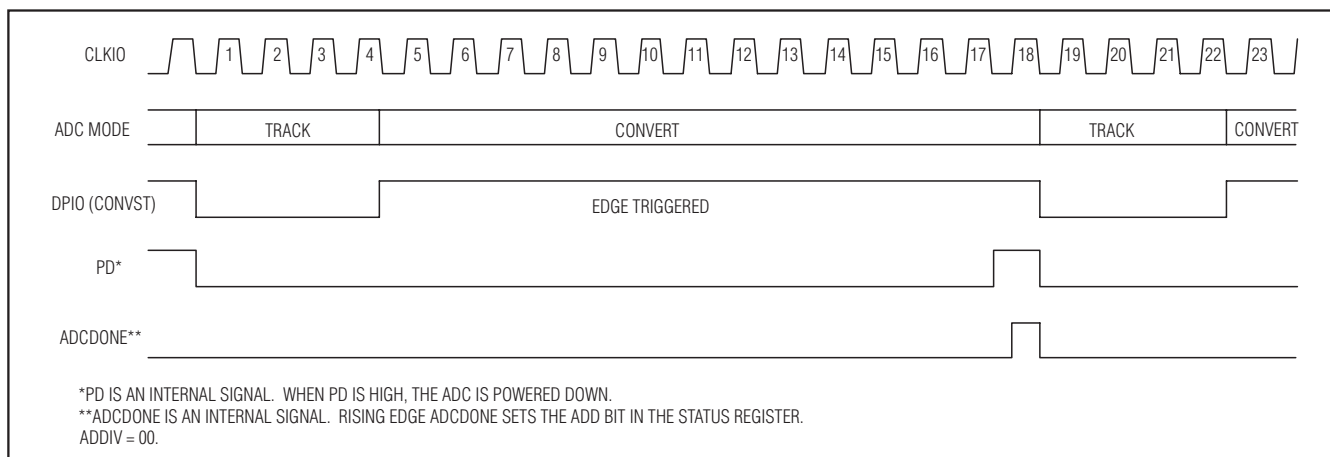 CLKIO 1 2 3 4 5 6 7 8 9 10 11 12 13 14 15 16 17 18 19 20 21 22 23
ADC MODE TRACK CONVERT TRACK CONVERT
DPIO (CONVST) EDGE TRIGGERED
PD*
ADCDONE**
*PD IS AN INTERNAL SIGNAL. WHEN PD IS HIGH, THE ADC IS POWERED DOWN.
**ADCDONE IS AN INTERNAL SIGNAL. RISING EDGE ADCDONE SETS THE ADD BIT IN THE STATUS REGISTER.
ADDIV = 00.